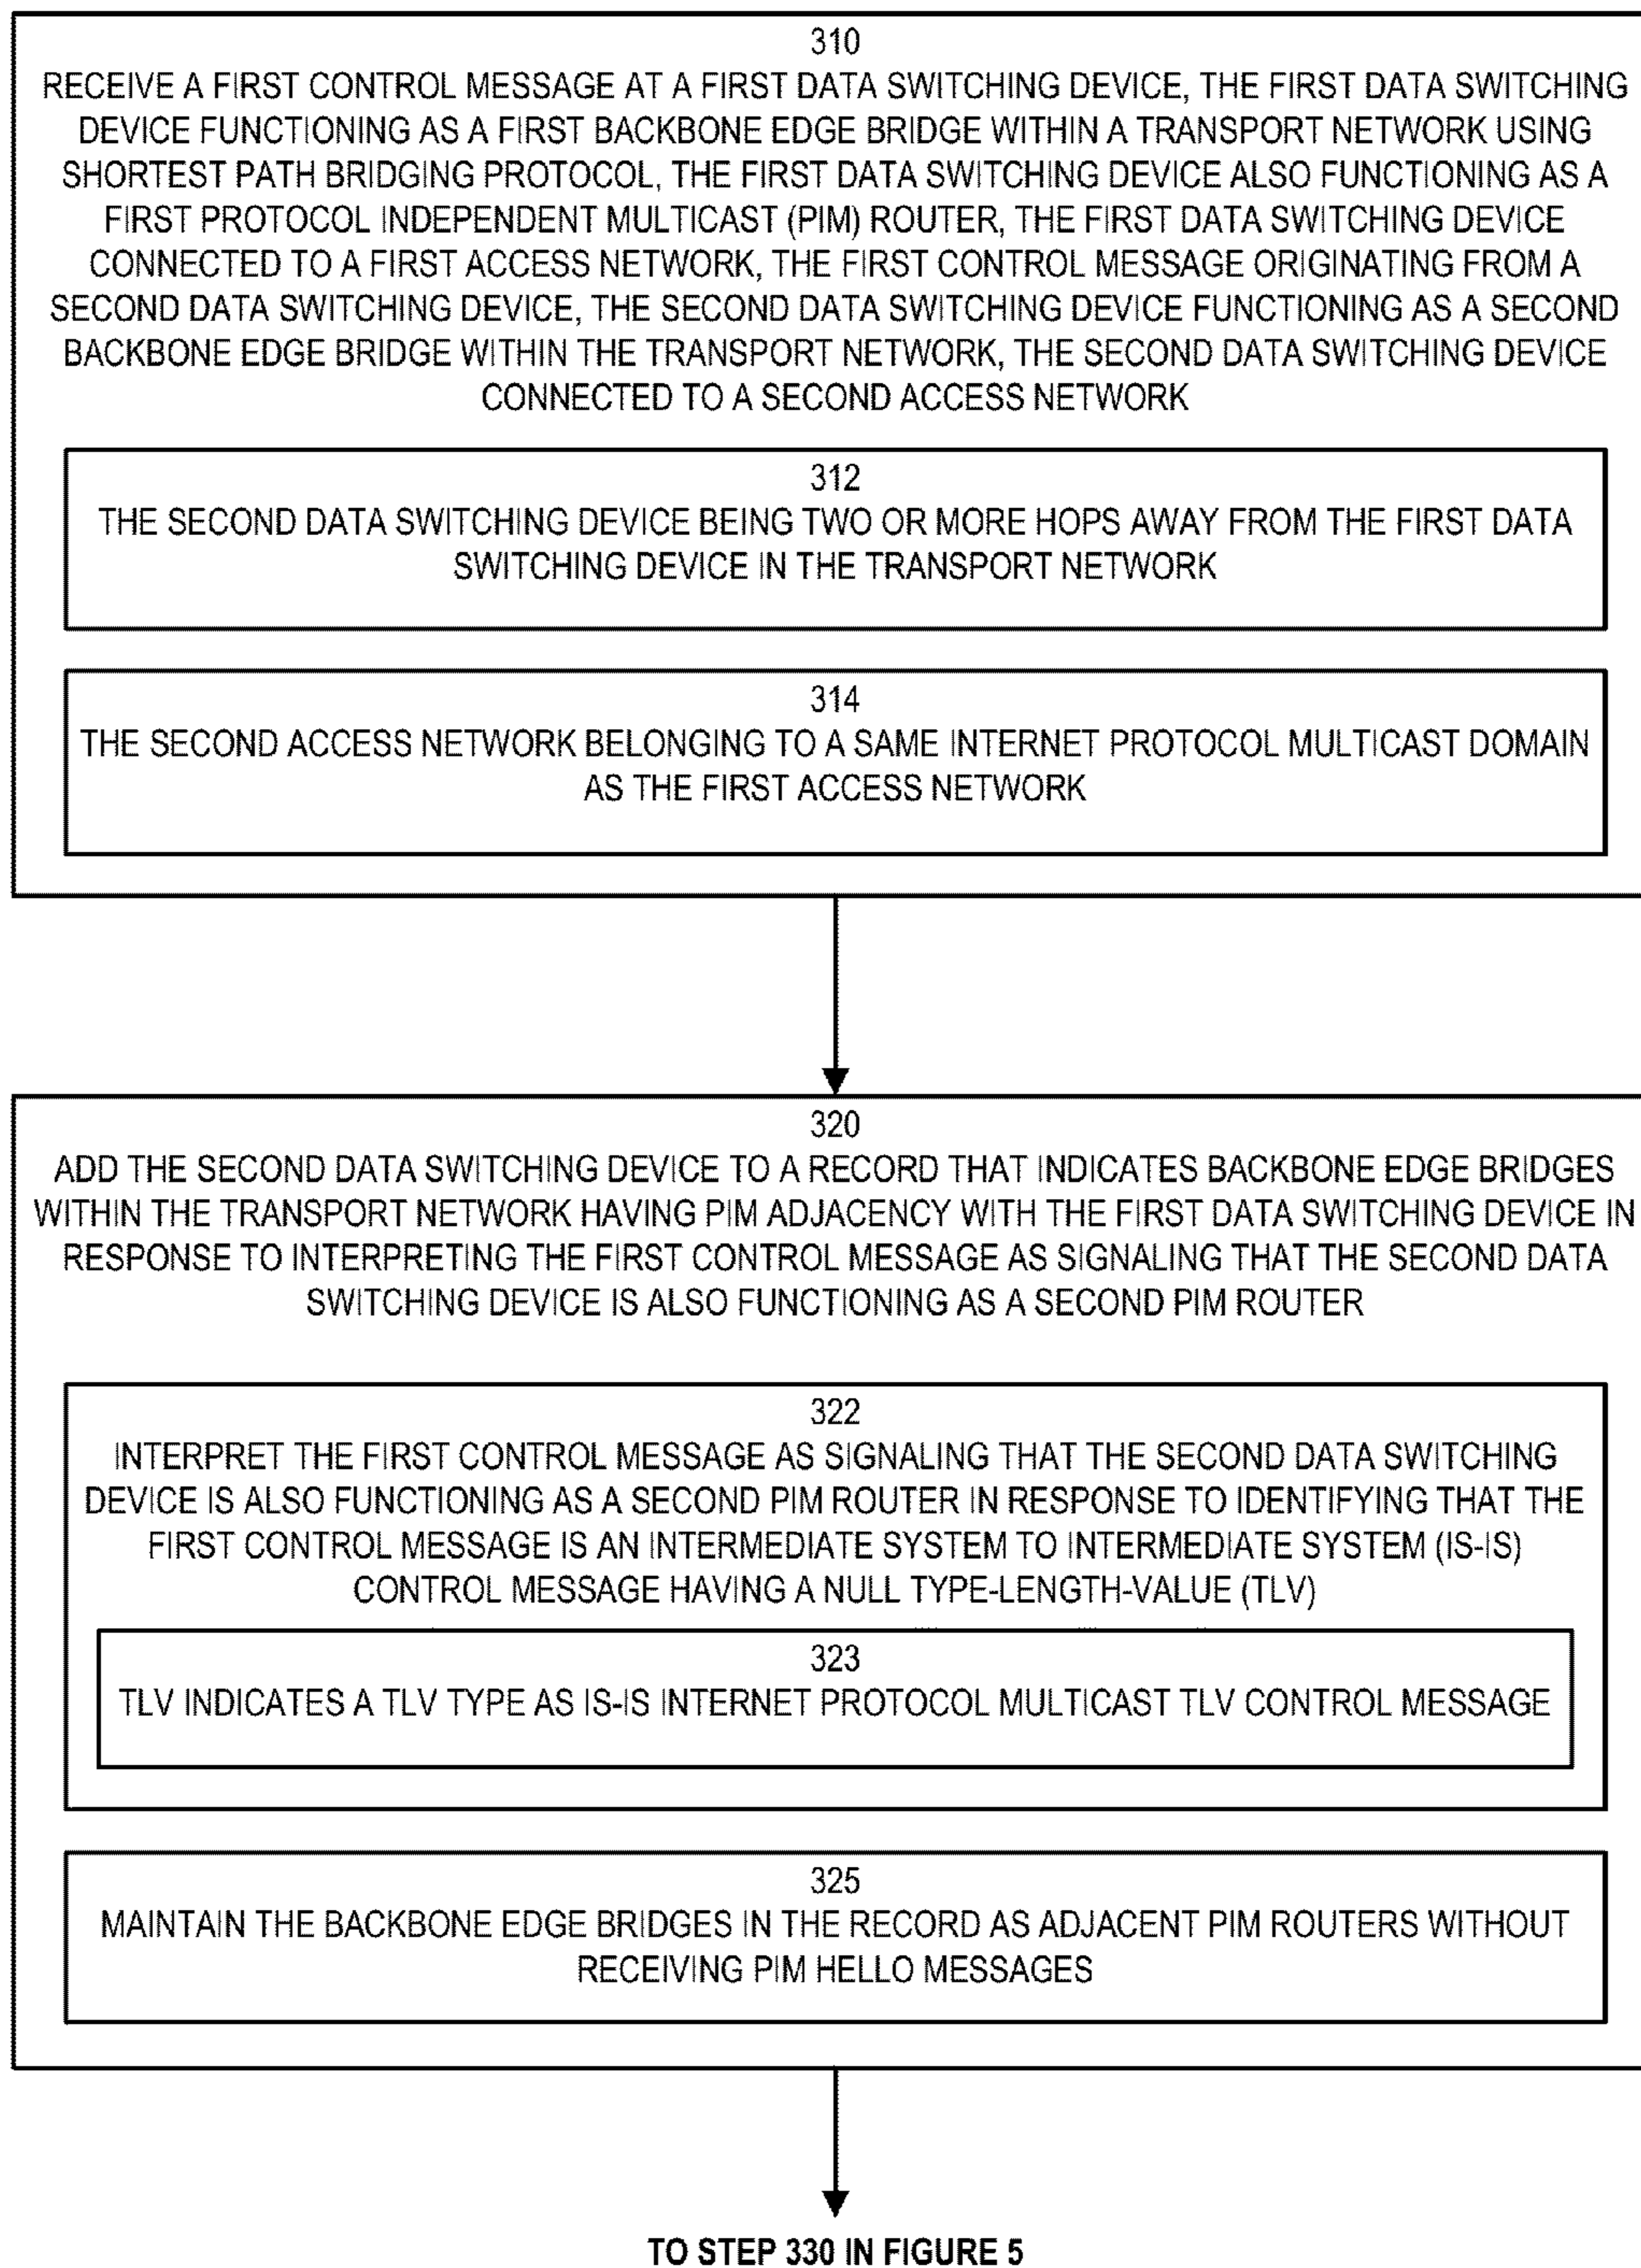 310
RECEIVE A FIRST CONTROL MESSAGE AT A FIRST DATA SWITCHING DEVICE, THE FIRST DATA SWITCHING
DEVICE FUNCTIONING AS A FIRST BACKBONE EDGE BRIDGE WITHIN A TRANSPORT NETWORK USING
SHORTEST PATH BRIDGING PROTOCOL, THE FIRST DATA SWITCHING DEVICE ALSO FUNCTIONING AS A
FIRST PROTOCOL INDEPENDENT MULTICAST (PIM) ROUTER, THE FIRST DATA SWITCHING DEVICE
CONNECTED TO A FIRST ACCESS NETWORK, THE FIRST CONTROL MESSAGE ORIGINATING FROM A
SECOND DATA SWITCHING DEVICE, THE SECOND DATA SWITCHING DEVICE FUNCTIONING AS A SECOND
BACKBONE EDGE BRIDGE WITHIN THE TRANSPORT NETWORK, THE SECOND DATA SWITCHING DEVICE
CONNECTED TO A SECOND ACCESS NETWORK
312
THE SECOND DATA SWITCHING DEVICE BEING TWO OR MORE HOPS AWAY FROM THE FIRST DATA
SWITCHING DEVICE IN THE TRANSPORT NETWORK
314
THE SECOND ACCESS NETWORK BELONGING TO A SAME INTERNET PROTOCOL MULTICAST DOMAIN
AS THE FIRST ACCESS NETWORK
320
ADD THE SECOND DATA SWITCHING DEVICE TO A RECORD THAT INDICATES BACKBONE EDGE BRIDGES
WITHIN THE TRANSPORT NETWORK HAVING PIM ADJACENCY WITH THE FIRST DATA SWITCHING DEVICE IN
RESPONSE TO INTERPRETING THE FIRST CONTROL MESSAGE AS SIGNALING THAT THE SECOND DATA
SWITCHING DEVICE IS ALSO FUNCTIONING AS A SECOND PIM ROUTER
322
INTERPRET THE FIRST CONTROL MESSAGE AS SIGNALING THAT THE SECOND DATA SWITCHING
DEVICE IS ALSO FUNCTIONING AS A SECOND PIM ROUTER IN RESPONSE TO IDENTIFYING THAT THE
FIRST CONTROL MESSAGE IS AN INTERMEDIATE SYSTEM TO INTERMEDIATE SYSTEM (IS-IS)
CONTROL MESSAGE HAVING A NULL TYPE-LENGTH-VALUE (TLV)
323
TLV INDICATES A TLV TYPE AS IS-IS INTERNET PROTOCOL MULTICAST TLV CONTROL MESSAGE
325
MAINTAIN THE BACKBONE EDGE BRIDGES IN THE RECORD AS ADJACENT PIM ROUTERS WITHOUT
RECEIVING PIM HELLO MESSAGES
TO STEP 330 IN FIGURE 5